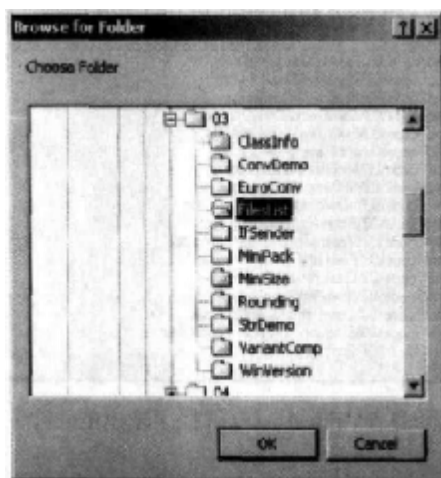 Browse for Folder
Choose Folder
03
ClassInfo
ConvDemo
EuroConv
FilesList
IfSender
MiniPack
MiniSize
Rounding
StrDemo
VariantComp
WinVersion
04
OK
Cancel